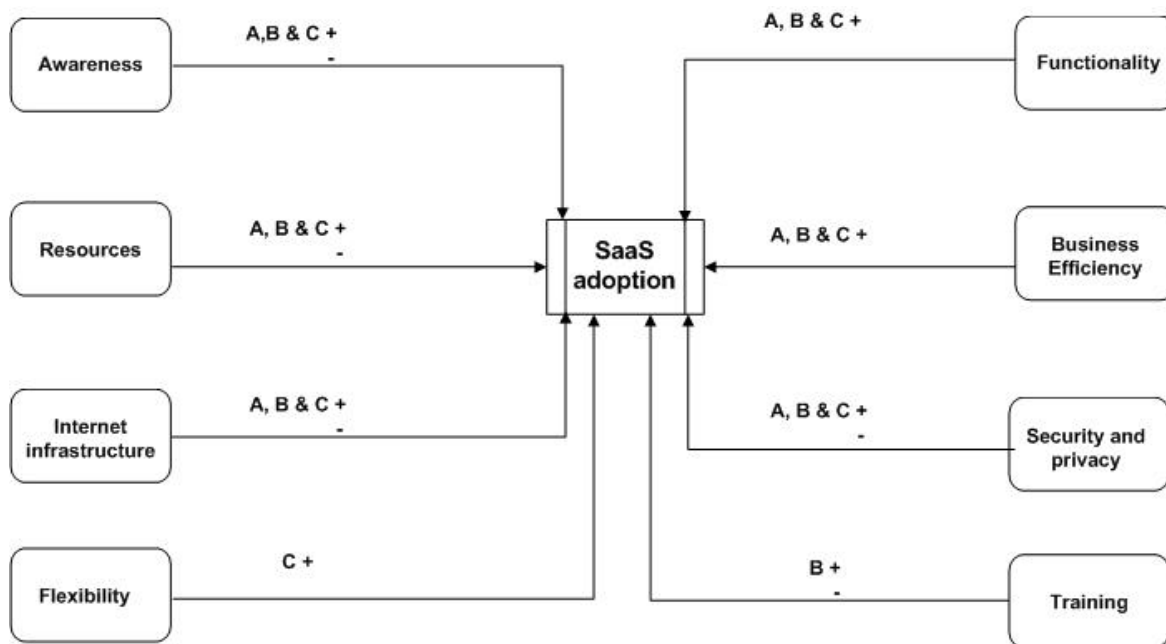 A,B & C +
-
Awareness
A, B & C +
Functionality
A, B & C +
-
Resources
SaaS
adoption
A, B & C +
Business
Efficiency
A, B & C +
-
Internet
infrastructure
A, B & C +
-
Security and
privacy
C +
Flexibility
B +
-
Training